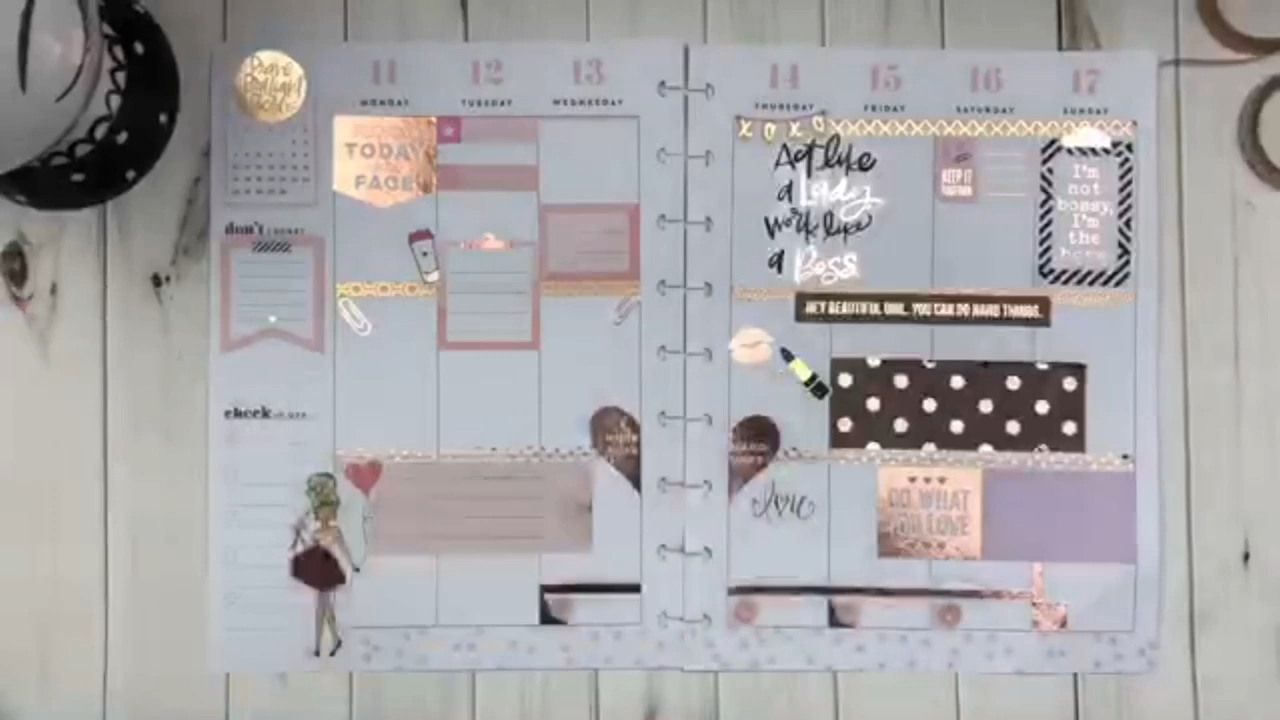 11 12 13 14 15 16 17
MONDAY TUESDAY WEDNESDAY THURSDAY FRIDAY SATURDAY SUNDAY
TODAY
FACE
XOXO
Act like
a Lady
work like
a Boss
KEEP IT
TOGETHER
I'm
not
bossy,
I'm
the
boss
don't
HEY BEAUTIFUL GIRL. YOU CAN DO HARD THINGS.
check
love
DO WHAT
YOU LOVE